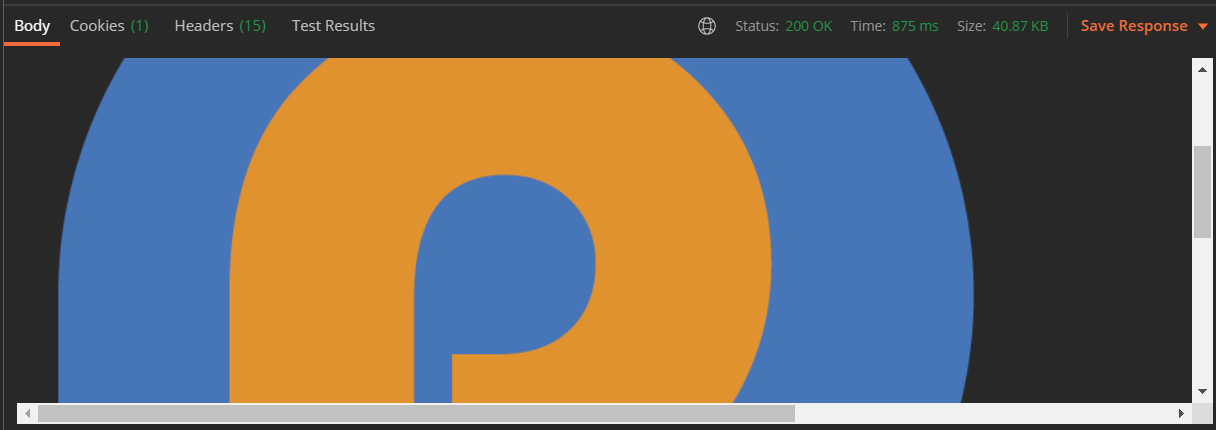 Body Cookies (1) Headers (15) Test Results Status: 200 OK Time: 875 ms Size: 40.87 KB Save Response